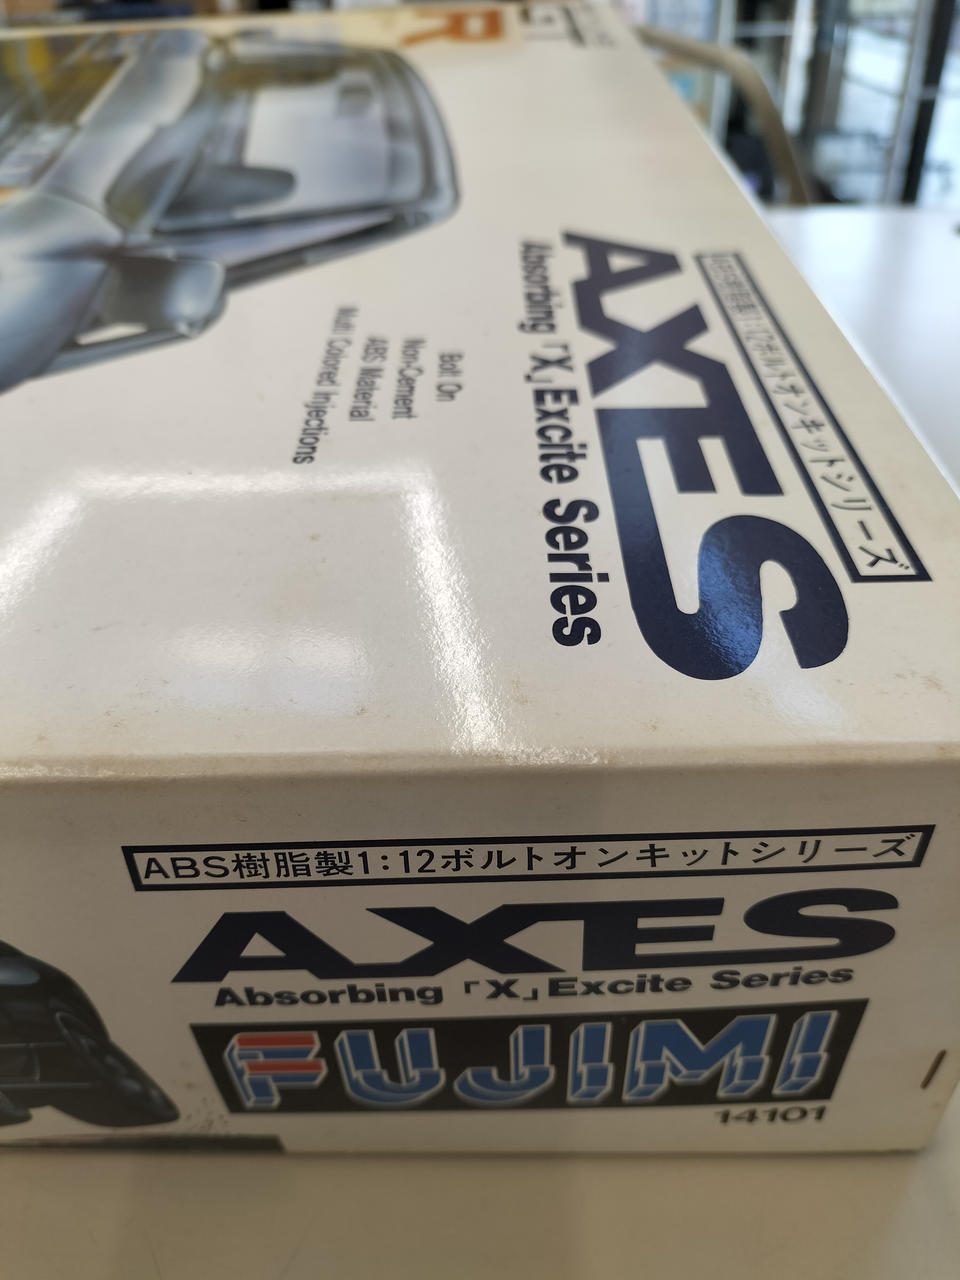 GT
R
ABS樹脂製1:12ボルトオンキットシリーズ
AXES
Absorbing「X」Excite Series
Bolt On
Non-Cement
ABS Material
Multi Colored Injections
ABS樹脂製1:12ボルトオンキットシリーズ
AXES
Absorbing「X」Excite Series
FUJIMI
14101